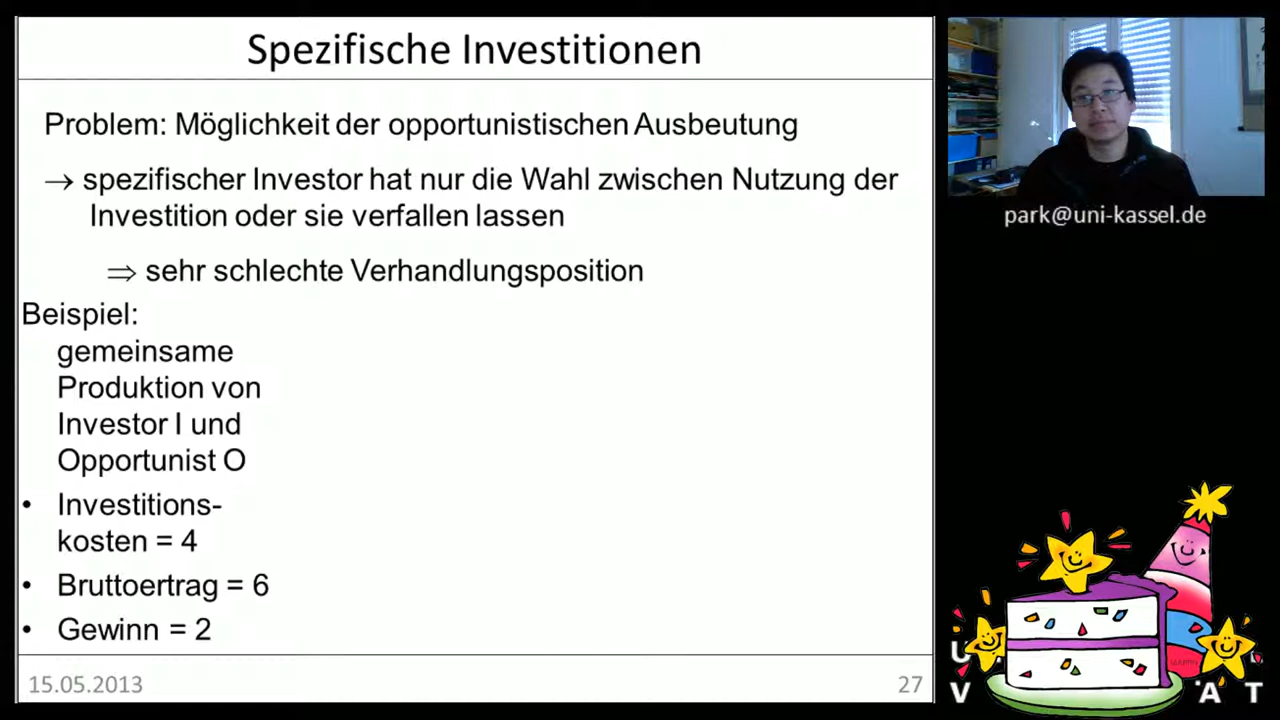 Spezifische Investitionen
Problem: Möglichkeit der opportunistischen Ausbeutung
→ spezifischer Investor hat nur die Wahl zwischen Nutzung der
Investition oder sie verfallen lassen
⇒ sehr schlechte Verhandlungsposition
Beispiel:
gemeinsame
Produktion von
Investor I und
Opportunist O
• Investitions-
kosten = 4
• Bruttoertrag = 6
• Gewinn = 2
15.05.2013
27
park@uni-kassel.de
U
V A T